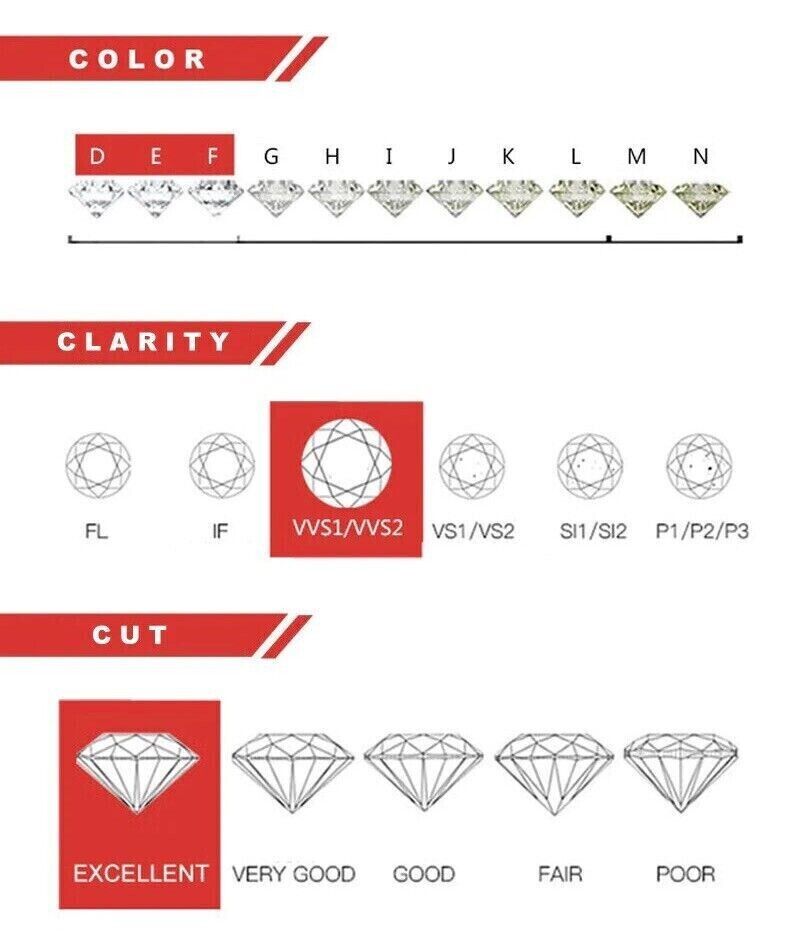 COLOR
D E F G H I J K L M N
CLARITY
FL IF VVS1/VVS2 VS1/VS2 SI1/SI2 P1/P2/P3
CUT
EXCELLENT VERY GOOD GOOD FAIR POOR